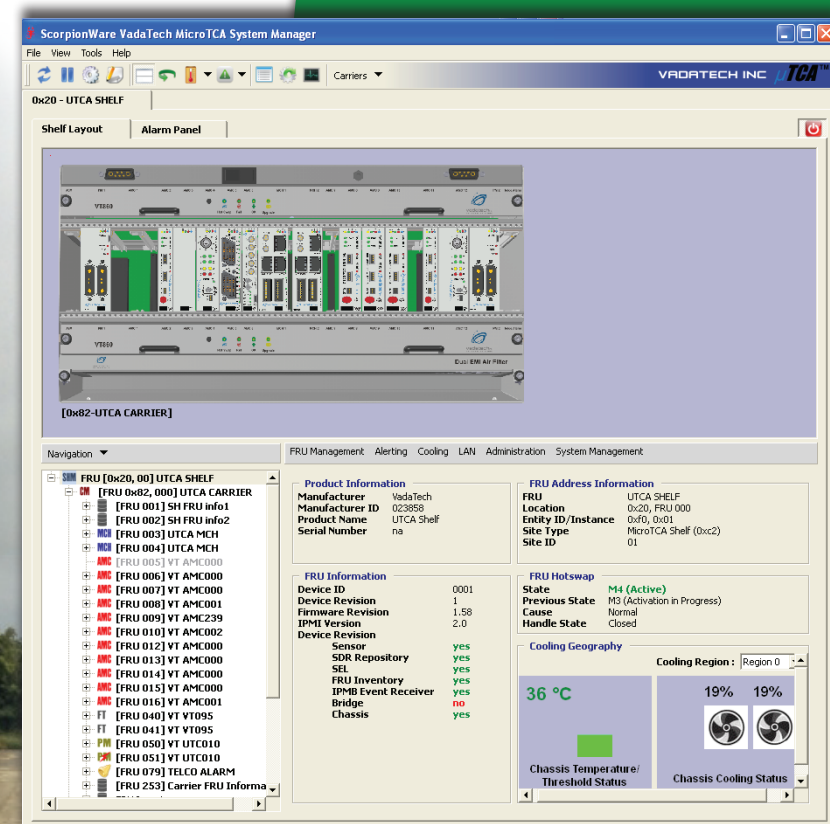 ScorpionWare VadaTech MicroTCA System Manager
File View Tools Help
Carriers
VADATECH INC μTCA™
0x20 - UTCA SHELF
Shelf Layout Alarm Panel
VT860
VT860
Dual EMI Air Filter
[0x82-UTCA CARRIER]
Navigation
FRU Management Alerting Cooling LAN Administration System Management
FRU [0x20, 00] UTCA SHELF
[FRU 0x82, 000] UTCA CARRIER
[FRU 001] SH FRU info1
[FRU 002] SH FRU info2
[FRU 003] UTCA MCH
[FRU 004] UTCA MCH
[FRU 005] VT AMC000
[FRU 006] VT AMC000
[FRU 007] VT AMC000
[FRU 008] VT AMC001
[FRU 009] VT AMC239
[FRU 010] VT AMC002
[FRU 012] VT AMC000
[FRU 013] VT AMC000
[FRU 014] VT AMC000
[FRU 015] VT AMC000
[FRU 016] VT AMC001
[FRU 040] VT VT095
[FRU 041] VT VT095
[FRU 050] VT UTC010
[FRU 051] VT UTC010
[FRU 079] TELCO ALARM
[FRU 253] Carrier FRU Informa
Product Information
Manufacturer VadaTech
Manufacturer ID 023858
Product Name UTCA Shelf
Serial Number na
FRU Address Information
FRU UTCA SHELF
Location 0x20, FRU 000
Entity ID/Instance 0xf0, 0x01
Site Type MicroTCA Shelf (0xc2)
Site ID 01
FRU Information
Device ID 0001
Device Revision 1
Firmware Revision 1.58
IPMI Version 2.0
Device Revision
Sensor yes
SDR Repository yes
SEL yes
FRU Inventory yes
IPMB Event Receiver yes
Bridge no
Chassis yes
FRU Hotswap
State M4 (Active)
Previous State M3 (Activation in Progress)
Cause Normal
Handle State Closed
Cooling Geography
Cooling Region : Region 0
36 °C
19% 19%
Chassis Temperature/
Threshold Status
Chassis Cooling Status